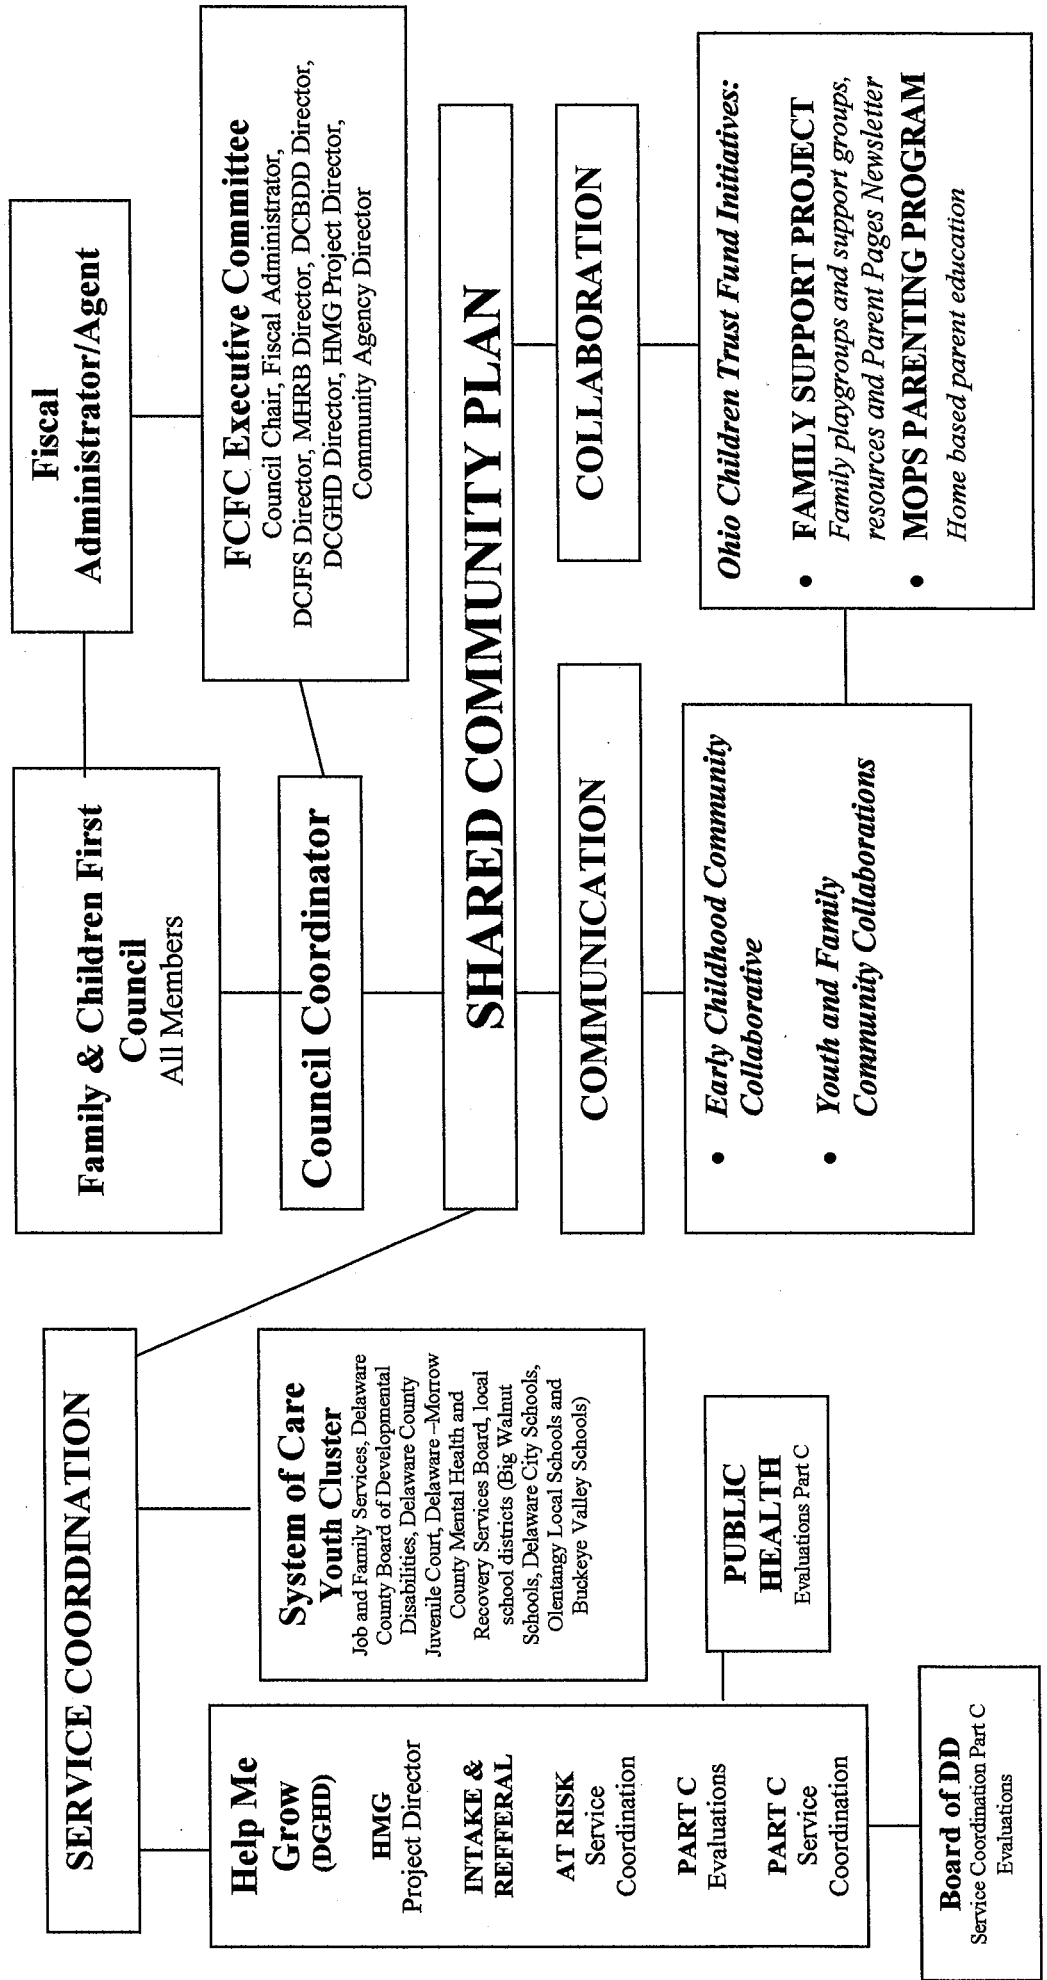 Family & Children First
Council
All Members
Fiscal
Administrator/Agent
Council Coordinator
FCFC Executive Committee
Council Chair, Fiscal Administrator,
DCJFS Director, MHRB Director, DCBDD Director,
DCGHD Director, HMG Project Director,
Community Agency Director
SHARED COMMUNITY PLAN
SERVICE COORDINATION
COMMUNICATION
COLLABORATION
Help Me
Grow
(DGHD)
HMG
Project Director
INTAKE &
REFFERAL
AT RISK
Service
Coordination
PART C
Evaluations
PART C
Service
Coordination
System of Care
Youth Cluster
Job and Family Services, Delaware
County Board of Developmental
Disabilities, Delaware County
Juvenile Court, Delaware –Morrow
County Mental Health and
Recovery Services Board, local
school districts (Big Walnut
Schools, Delaware City Schools,
Olentangy Local Schools and
Buckeye Valley Schools)
PUBLIC
HEALTH
Evaluations Part C
Board of DD
Service Coordination Part C
Evaluations
• Early Childhood Community
Collaborative
• Youth and Family
Community Collaborations
Ohio Children Trust Fund Initiatives:
• FAMILY SUPPORT PROJECT
Family playgroups and support groups,
resources and Parent Pages Newsletter
• MOPS PARENTING PROGRAM
Home based parent education